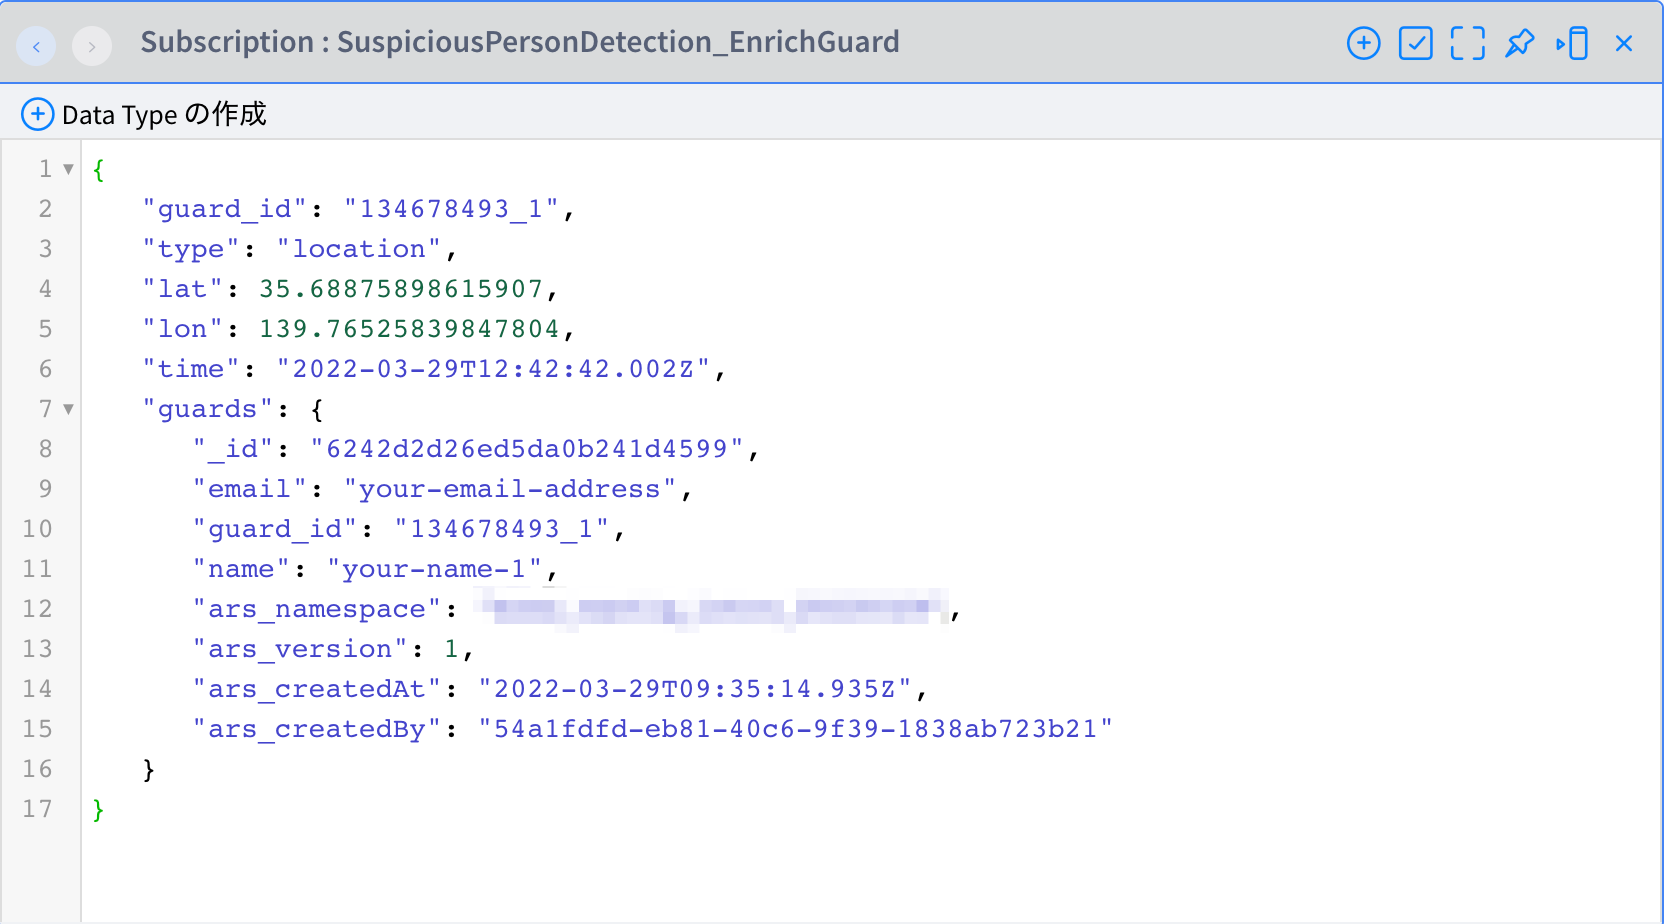 Subscription : SuspiciousPersonDetection_EnrichGuard
Data Type の作成
1 {
2 "guard_id": "134678493_1",
3 "type": "location",
4 "lat": 35.68875898615907,
5 "lon": 139.76525839847804,
6 "time": "2022-03-29T12:42:42.002Z",
7 "guards": {
8 "_id": "6242d2d26ed5da0b241d4599",
9 "email": "your-email-address",
10 "guard_id": "134678493_1",
11 "name": "your-name-1",
12 "ars_namespace": ,
13 "ars_version": 1,
14 "ars_createdAt": "2022-03-29T09:35:14.935Z",
15 "ars_createdBy": "54a1fdfd-eb81-40c6-9f39-1838ab723b21"
16 }
17 }